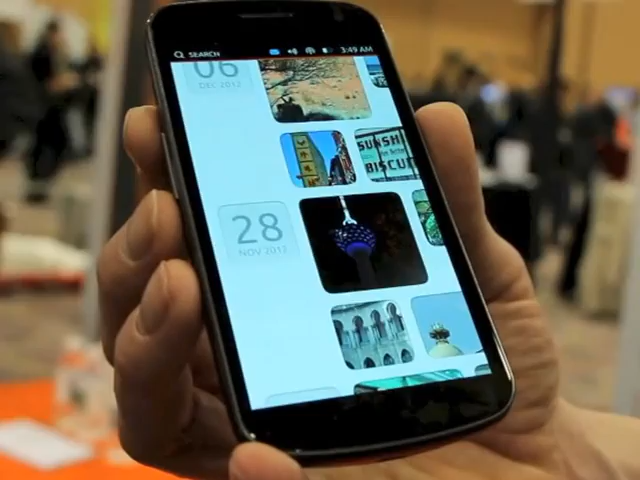 SEARCH
3:49 AM
06
DEC 2012
SUNSH
BISCUIT
28
NOV 2012